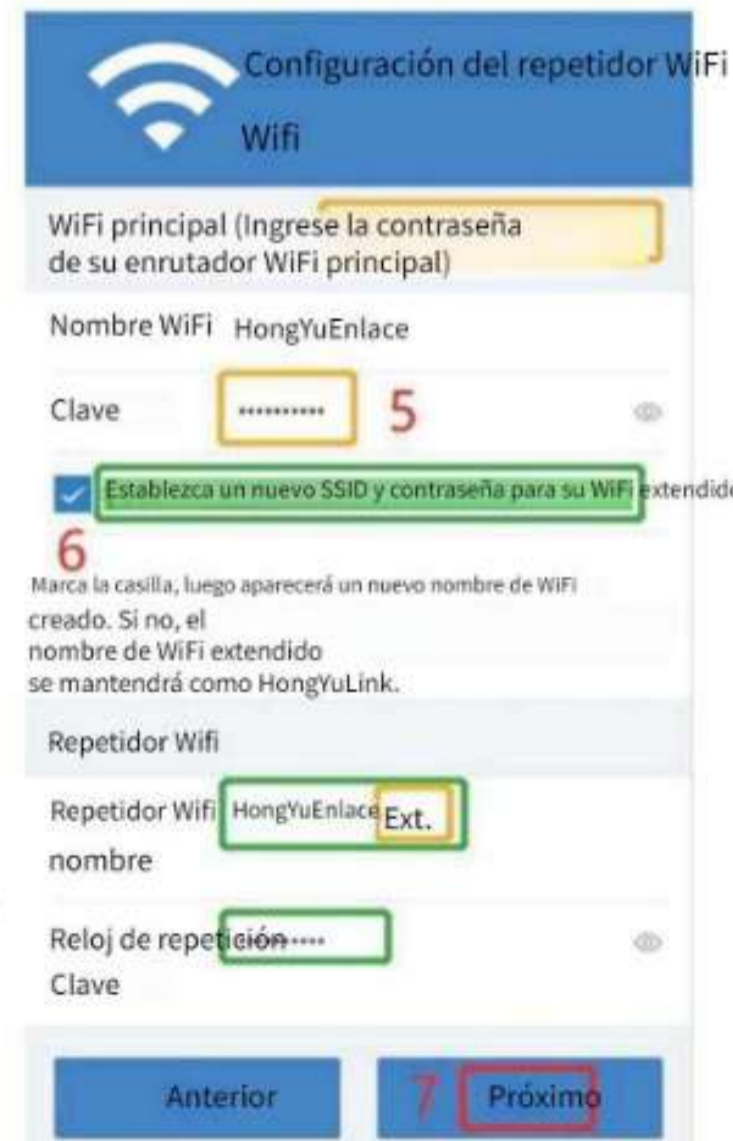 Configuración del repetidor WiFi
Wifi
WiFi principal (Ingrese la contraseña
de su enrutador WiFi principal)
Nombre WiFi HongYuEnlace
Clave •••••••••• 5
Establezca un nuevo SSID y contraseña para su WiFi extendido
6
Marca la casilla, luego aparecerá un nuevo nombre de WiFi
creado. Si no, el
nombre de WiFi extendido
se mantendrá como HongYuLink.
Repetidor Wifi
Repetidor Wifi HongYuEnlace Ext.
nombre
Reloj de repetición
Clave
Anterior 7 Próximo